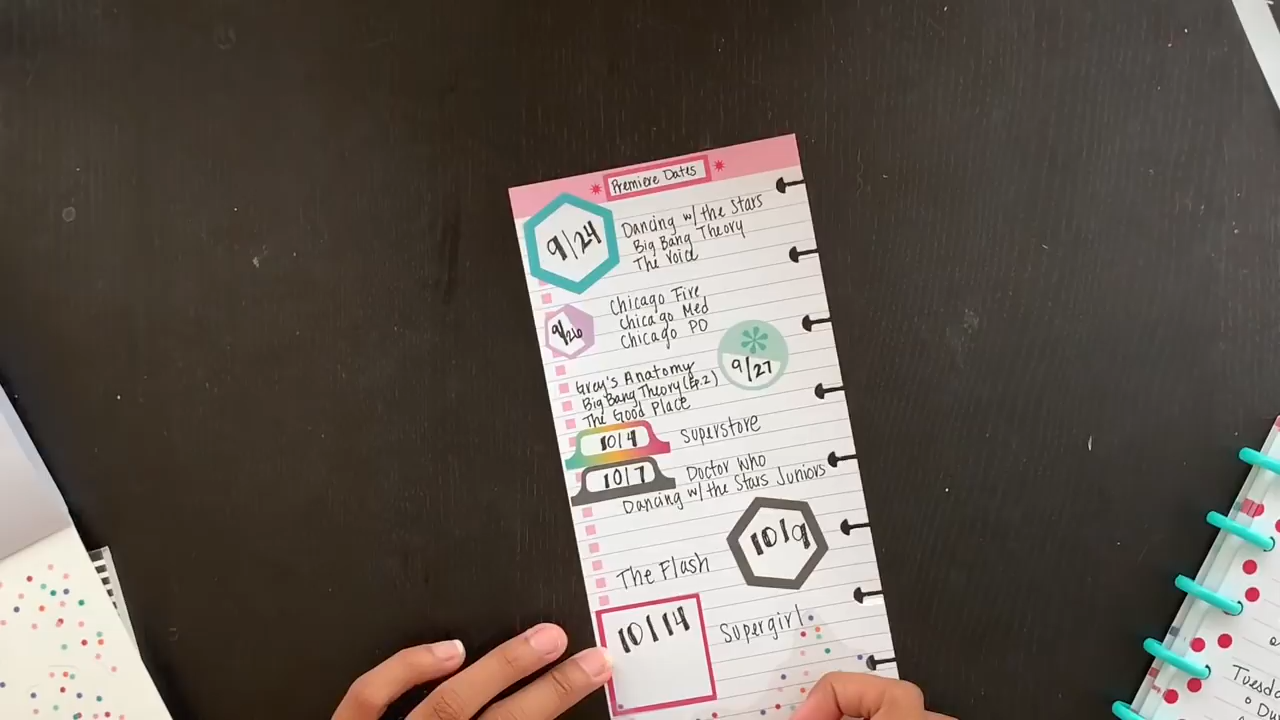 Premiere Dates
9/24
Dancing w/ the Stars
Big Bang Theory
The Voice
9/26
Chicago Fire
Chicago Med
Chicago PD
9/27
Grey's Anatomy
Big Bang Theory (Ep. 2)
The Good Place
10/4
Superstore
10/7
Doctor Who
Dancing w/ the Stars Juniors
10/9
The Flash
10/14
Supergirl